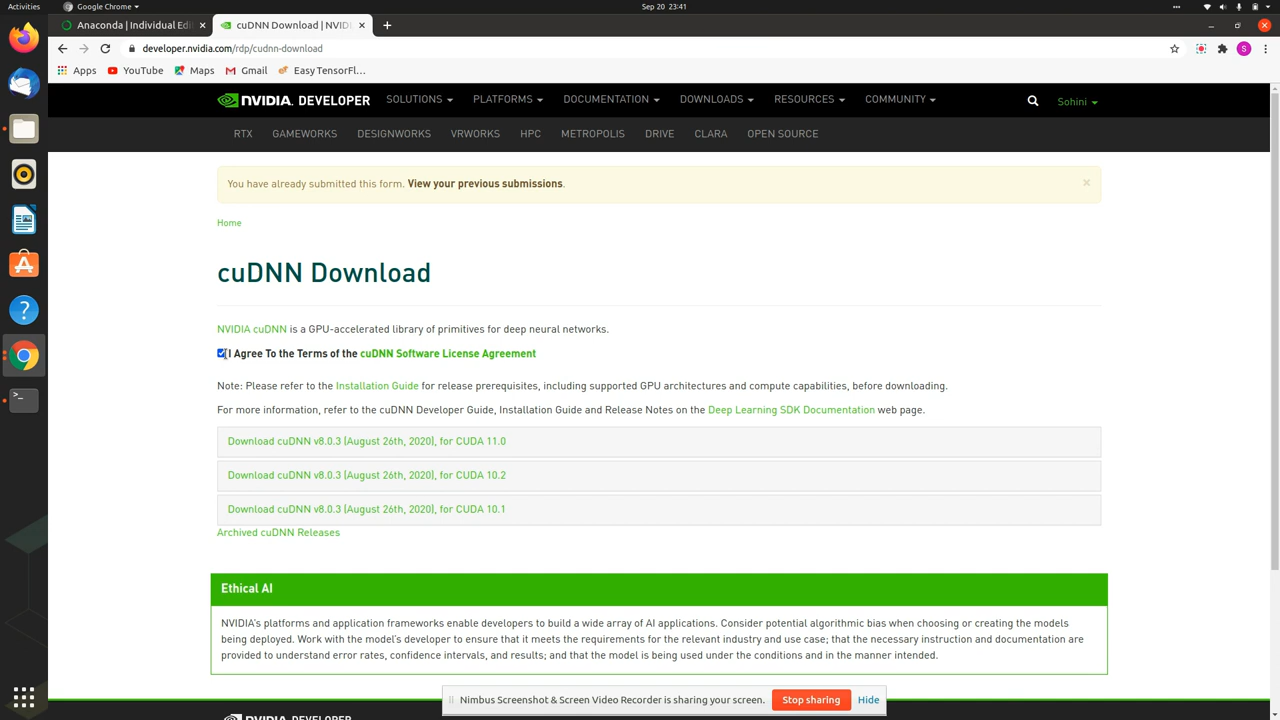 Activities
Google Chrome
Sep 20 23:41
Anaconda | Individual Edi
cuDNN Download | NVIDI
developer.nvidia.com/rdp/cudnn-download
S
Apps
YouTube
Maps
Gmail
Easy TensorFl...
NVIDIA. DEVELOPER
SOLUTIONS
PLATFORMS
DOCUMENTATION
DOWNLOADS
RESOURCES
COMMUNITY
Sohini
RTX
GAMEWORKS
DESIGNWORKS
VRWORKS
HPC
METROPOLIS
DRIVE
CLARA
OPEN SOURCE
You have already submitted this form. View your previous submissions.
Home
cuDNN Download
NVIDIA cuDNN is a GPU-accelerated library of primitives for deep neural networks.
I Agree To the Terms of the cuDNN Software License Agreement
Note: Please refer to the Installation Guide for release prerequisites, including supported GPU architectures and compute capabilities, before downloading.
For more information, refer to the cuDNN Developer Guide, Installation Guide and Release Notes on the Deep Learning SDK Documentation web page.
Download cuDNN v8.0.3 (August 26th, 2020), for CUDA 11.0
Download cuDNN v8.0.3 (August 26th, 2020), for CUDA 10.2
Download cuDNN v8.0.3 (August 26th, 2020), for CUDA 10.1
Archived cuDNN Releases
Ethical AI
NVIDIA's platforms and application frameworks enable developers to build a wide array of AI applications. Consider potential algorithmic bias when choosing or creating the models
being deployed. Work with the model's developer to ensure that it meets the requirements for the relevant industry and use case; that the necessary instruction and documentation are
provided to understand error rates, confidence intervals, and results; and that the model is being used under the conditions and in the manner intended.
Nimbus Screenshot & Screen Video Recorder is sharing your screen.
Stop sharing
Hide
NVIDIA DEVELOPER